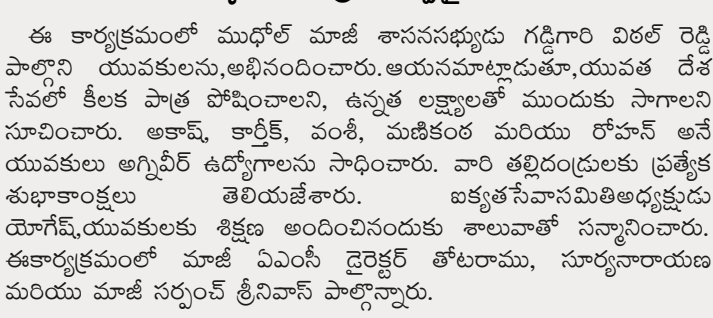 ఈ కార్యక్రమంలో ముధోల్ మాజీ శాసనసభ్యుడు గడ్డిగారి విఠల్ రెడ్డి
పాల్గొని యువకులను,అభినందించారు.ఆయనమాట్లాడుతూ,యువత దేశ
సేవలో కీలక పాత్ర పోషించాలని, ఉన్నత లక్ష్యాలతో ముందుకు సాగాలని
సూచించారు. అకాష్, కార్తీక్, వంశీ, మణికంఠ మరియు రోహన్ అనే
యువకులు అగ్నివీర్ ఉద్యోగాలను సాధించారు. వారి తల్లిదండ్రులకు ప్రత్యేక
శుభాకాంక్షలు తెలియజేశారు. ఐక్యతసేవాసమితిఅధ్యక్షుడు
యోగేష్,యువకులకు శిక్షణ అందించినందుకు శాలువాతో సన్మానించారు.
ఈకార్యక్రమంలో మాజీ ఏఎంసీ డైరెక్టర్ తోటరాము, సూర్యనారాయణ
మరియు మాజీ సర్పంచ్ శ్రీనివాస్ పాల్గొన్నారు.